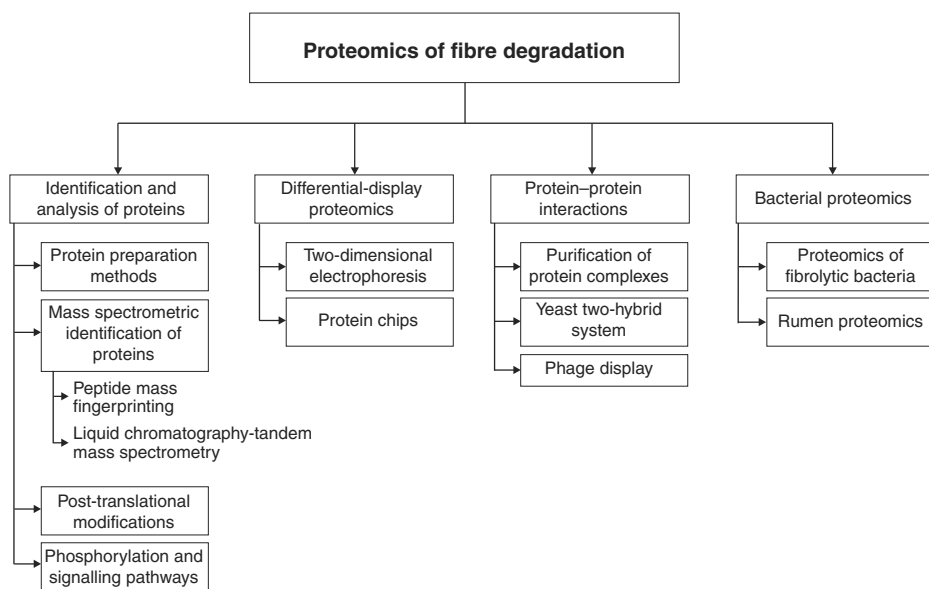 Proteomics of fibre degradation
Identification and
analysis of proteins
Protein preparation
methods
Mass spectrometric
identification of
proteins
Peptide mass
fingerprinting
Liquid chromatography-tandem
mass spectrometry
Post-translational
modifications
Phosphorylation and
signalling pathways
Differential-display
proteomics
Two-dimensional
electrophoresis
Protein chips
Protein–protein
interactions
Purification of
protein complexes
Yeast two-hybrid
system
Phage display
Bacterial proteomics
Proteomics of
fibrolytic bacteria
Rumen proteomics